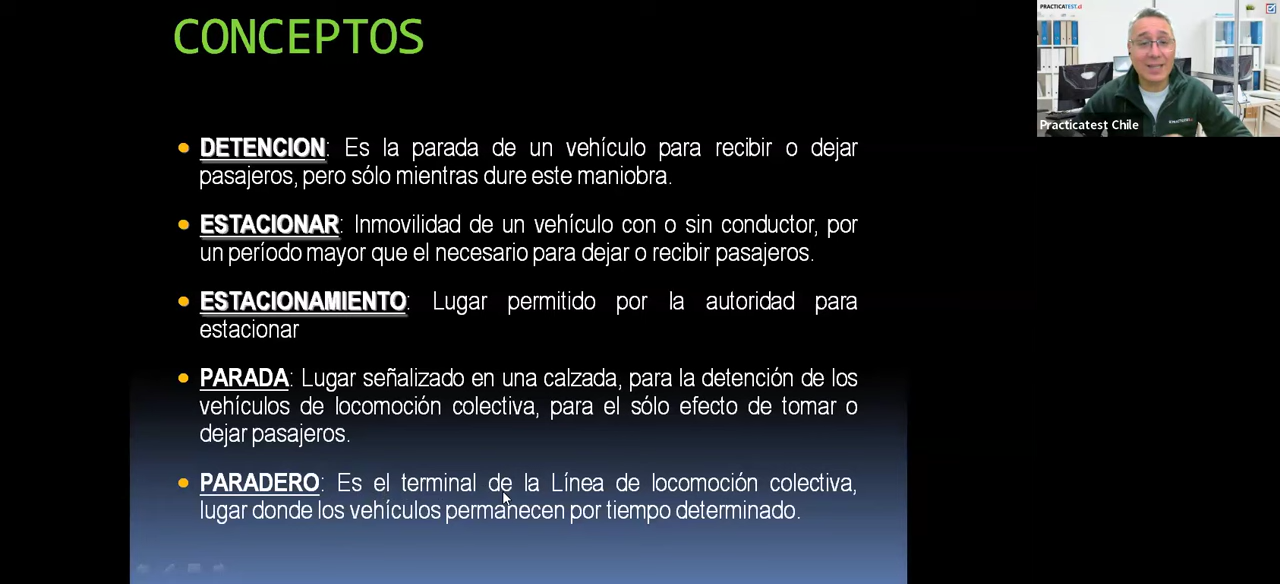 CONCEPTOS
PRACTICATEST.cl
Practicatest Chile
DETENCION: Es la parada de un vehículo para recibir o dejar
pasajeros, pero sólo mientras dure este maniobra.
ESTACIONAR: Inmovilidad de un vehículo con o sin conductor, por
un período mayor que el necesario para dejar o recibir pasajeros.
ESTACIONAMIENTO: Lugar permitido por la autoridad para
estacionar
PARADA: Lugar señalizado en una calzada, para la detención de los
vehículos de locomoción colectiva, para el sólo efecto de tomar o
dejar pasajeros.
PARADERO: Es el terminal de la Línea de locomoción colectiva,
lugar donde los vehículos permanecen por tiempo determinado.